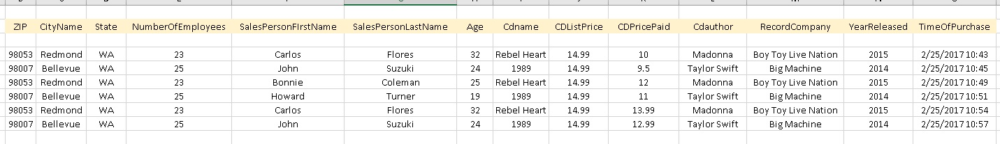 ZIP CityName State NumberOfEmployees SalesPersonFIrstName SalesPersonLastName Age Cdname CDListPrice CDPricePaid Cdauthor RecordCompany YearReleased TimeOfPurchase
98053 Redmond WA 23 Carlos Flores 32 Rebel Heart 14.99 10 Madonna Boy Toy Live Nation 2015 2/25/2017 10:43
98007 Bellevue WA 25 John Suzuki 24 1989 14.99 9.5 Taylor Swift Big Machine 2014 2/25/2017 10:45
98053 Redmond WA 23 Bonnie Coleman 25 Rebel Heart 14.99 12 Madonna Boy Toy Live Nation 2015 2/25/2017 10:49
98007 Bellevue WA 25 Howard Turner 19 1989 14.99 11 Taylor Swift Big Machine 2014 2/25/2017 10:51
98053 Redmond WA 23 Carlos Flores 32 Rebel Heart 14.99 13.99 Madonna Boy Toy Live Nation 2015 2/25/2017 10:54
98007 Bellevue WA 25 John Suzuki 24 1989 14.99 12.99 Taylor Swift Big Machine 2014 2/25/2017 10:57